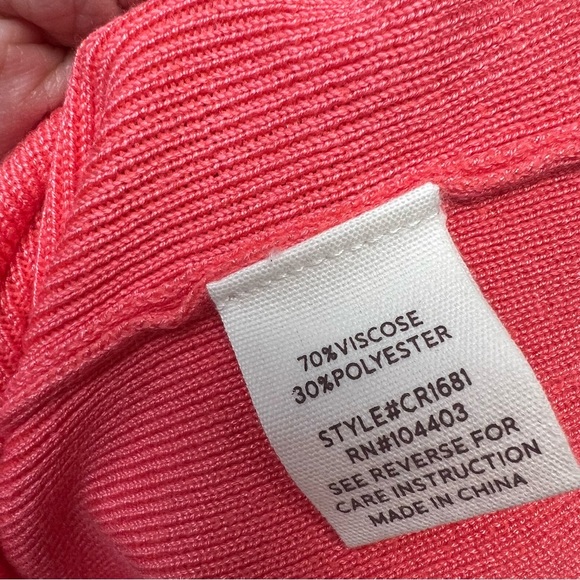 70%VISCOSE
30%POLYESTER
STYLE#CR1681
RN#104403
SEE REVERSE FOR
CARE INSTRUCTION
MADE IN CHINA